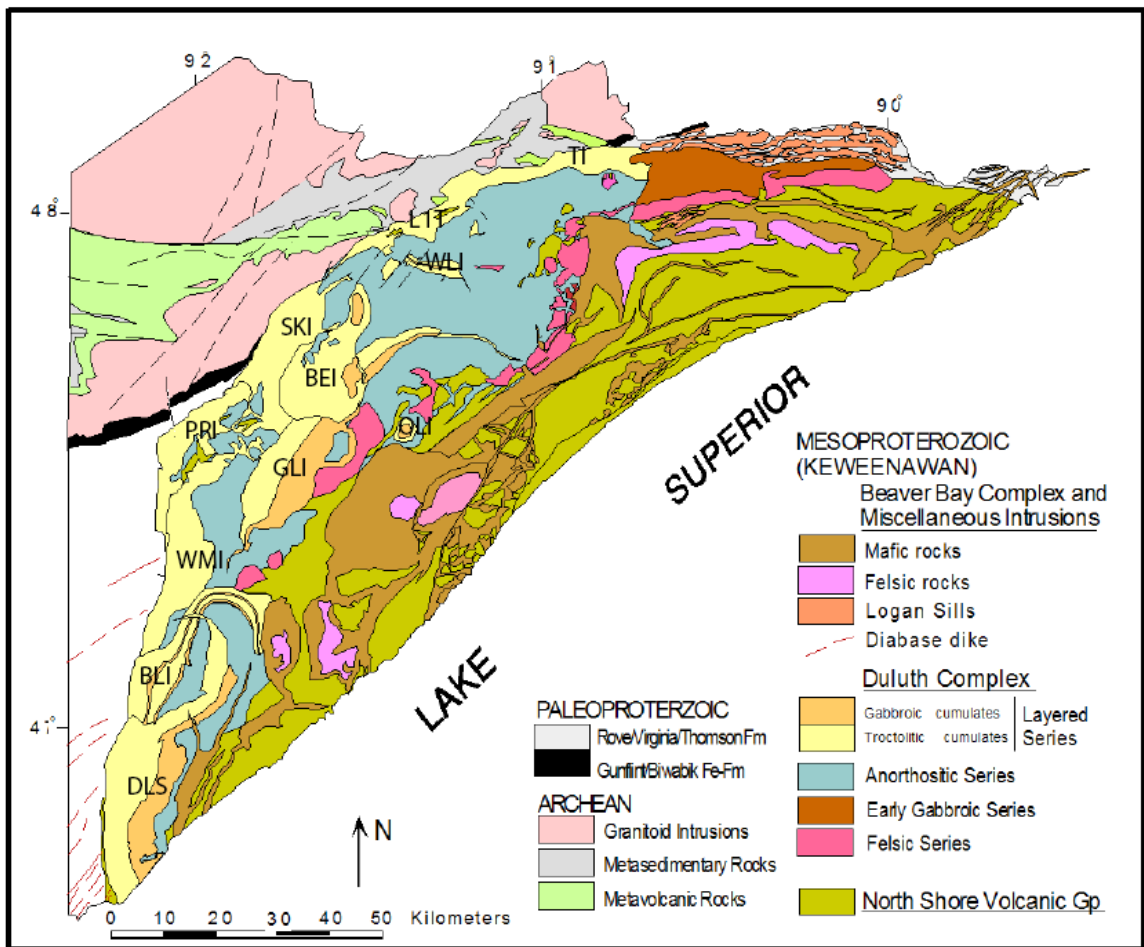 92°
91°
90°
TI
48°
LTT
WLI
SKI
BEI
PRI
OLI
GLI
WMI
BLI
41°
DLS
LAKE
SUPERIOR
N
0 10 20 30 40 50 Kilometers
PALEOPROTERZOIC
Rove/Virginia/Thomson Fm
Gunflint/Biwabik Fe-Fm
ARCHEAN
Granitoid Intrusions
Metasedimentary Rocks
Metavolcanic Rocks
MESOPROTEROZOIC
(KEWEENAWAN)
Beaver Bay Complex and
Miscellaneous Intrusions
Mafic rocks
Felsic rocks
Logan Sills
Diabase dike
Duluth Complex
Gabbroic cumulates
Troctolitic cumulates
Layered
Series
Anorthositic Series
Early Gabbroic Series
Felsic Series
North Shore Volcanic Gp